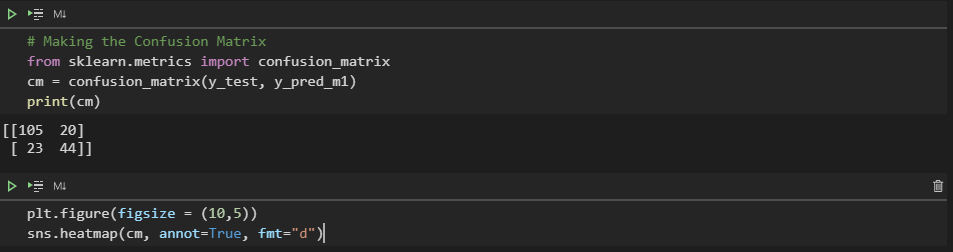 M↓
# Making the Confusion Matrix
from sklearn.metrics import confusion_matrix
cm = confusion_matrix(y_test, y_pred_m1)
print(cm)
[[105  20]
 [ 23  44]]
M↓
plt.figure(figsize = (10,5))
sns.heatmap(cm, annot=True, fmt="d")